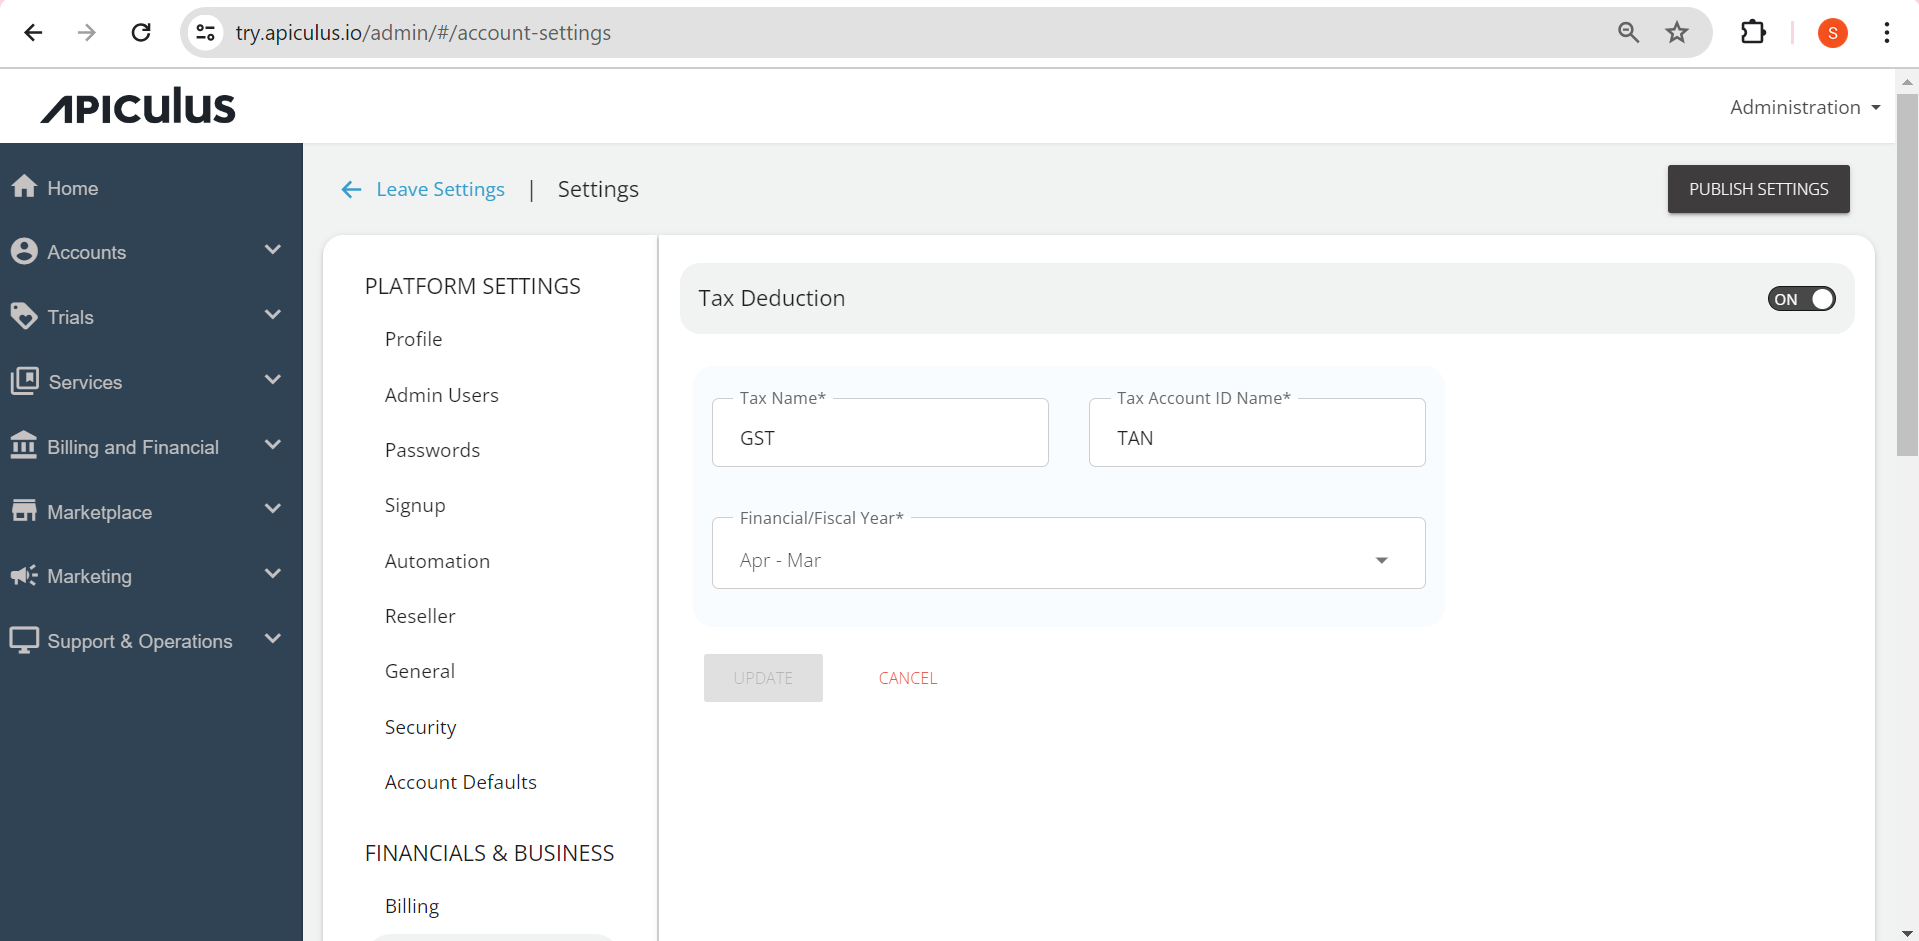 try.apiculus.io/admin/#/account-settings
S
APICULUS
Administration
Home
Accounts
Trials
Services
Billing and Financial
Marketplace
Marketing
Support & Operations
Leave Settings | Settings
PUBLISH SETTINGS
PLATFORM SETTINGS
Profile
Admin Users
Passwords
Signup
Automation
Reseller
General
Security
Account Defaults
FINANCIALS & BUSINESS
Billing
Tax Deduction
ON
Tax Name*
GST
Tax Account ID Name*
TAN
Financial/Fiscal Year*
Apr - Mar
UPDATE
CANCEL